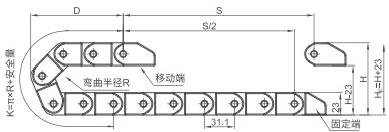 D
S
S/2
K=π×R+安全量
弯曲半径R
移动端
23
H-23
H
H₁=H+23
31.1
固定端